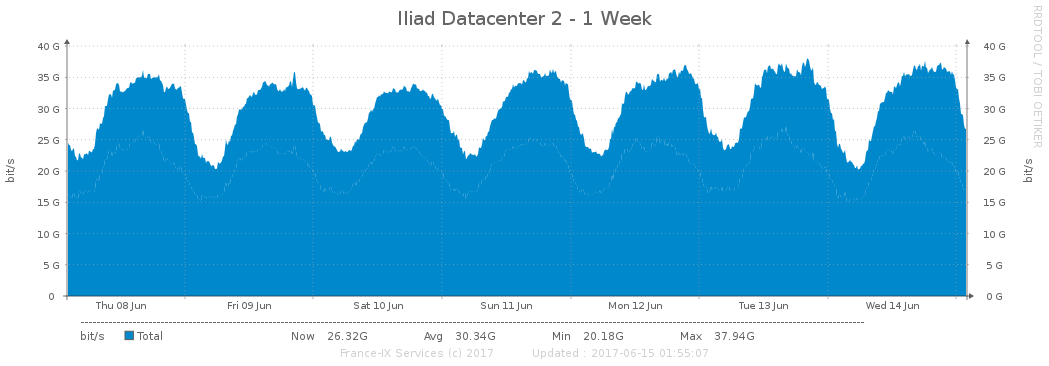 Iliad Datacenter 2 - 1 Week
RRDTOOL / TOBI OETIKER
bit/s
40 G 40 G
35 G 35 G
30 G 30 G
25 G 25 G
20 G 20 G
15 G 15 G
10 G 10 G
5 G 5 G
0 0 G
bit/s
Thu 08 Jun Fri 09 Jun Sat 10 Jun Sun 11 Jun Mon 12 Jun Tue 13 Jun Wed 14 Jun
bit/s Total Now 26.32G Avg 30.34G Min 20.18G Max 37.94G
France-IX Services (c) 2017 Updated : 2017-06-15 01:55:07